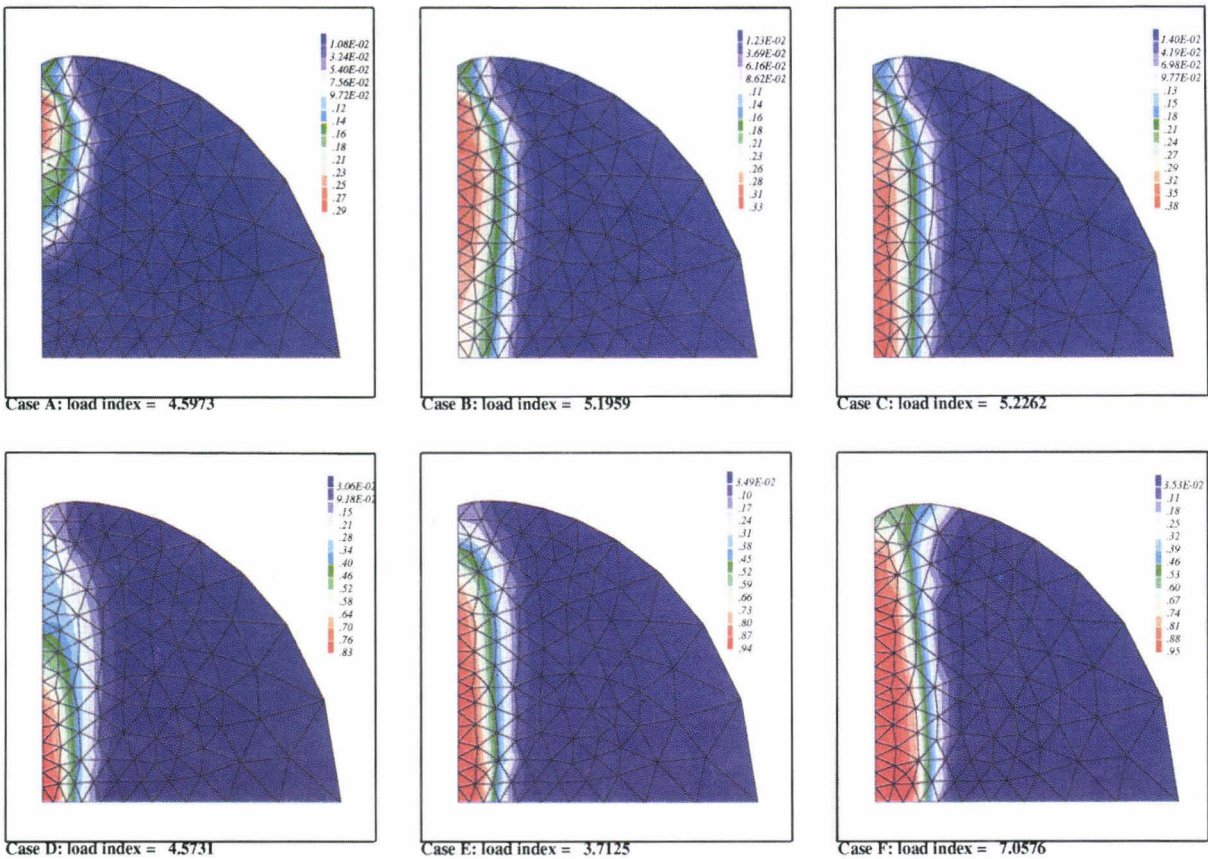 1.08E-02
3.24E-02
5.40E-02
7.56E-02
9.72E-02
.12
.14
.16
.18
.21
.23
.25
.27
.29
Case A: load index = 4.5973
1.23E-02
3.69E-02
6.16E-02
8.62E-02
.11
.14
.16
.18
.21
.23
.26
.28
.31
.33
Case B: load index = 5.1959
1.40E-02
4.19E-02
6.98E-02
9.77E-02
.13
.15
.18
.21
.24
.27
.29
.32
.35
.38
Case C: load index = 5.2262
3.06E-02
9.18E-02
.15
.21
.28
.34
.40
.46
.52
.58
.64
.70
.76
.83
Case D: load index = 4.5731
3.49E-02
.10
.17
.24
.31
.38
.45
.52
.59
.66
.73
.80
.87
.94
Case E: load index = 3.7125
3.53E-02
.11
.18
.25
.32
.39
.46
.53
.60
.67
.74
.81
.88
.95
Case F: load index = 7.0576